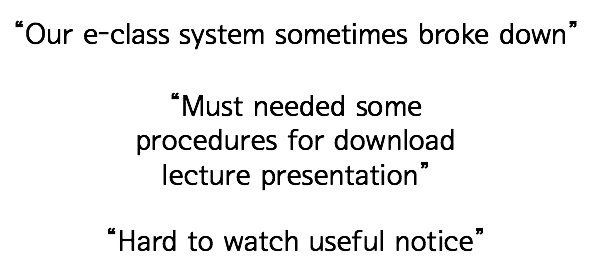 “Our e-class system sometimes broke down”
“Must needed some
procedures for download
lecture presentation”
“Hard to watch useful notice”